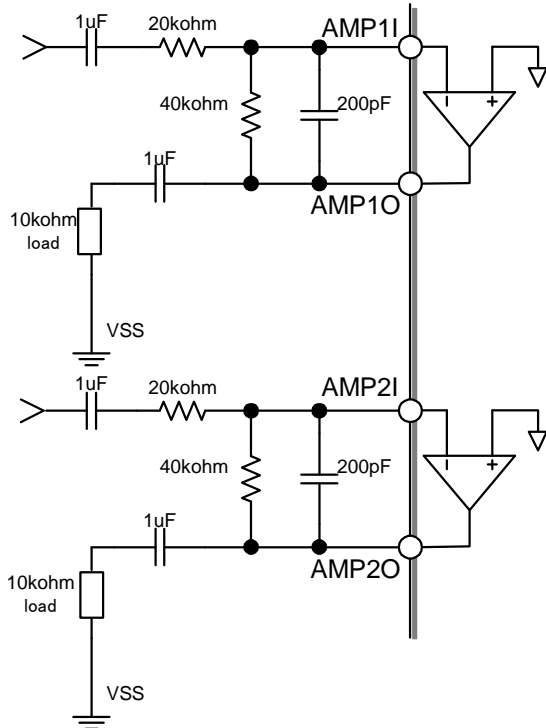 1uF 20kohm AMP1I
40kohm 200pF
1uF
AMP1O
10kohm
load
VSS
1uF 20kohm AMP2I
40kohm 200pF
1uF
AMP2O
10kohm
load
VSS